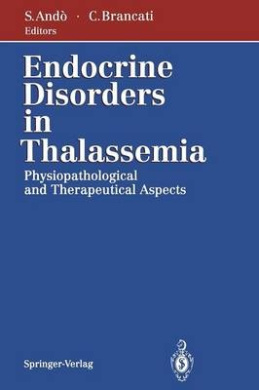 S. Andò · C. Brancati
Editors
Endocrine
Disorders
in
Thalassemia
Physiopathological
and Therapeutical Aspects
Springer-Verlag